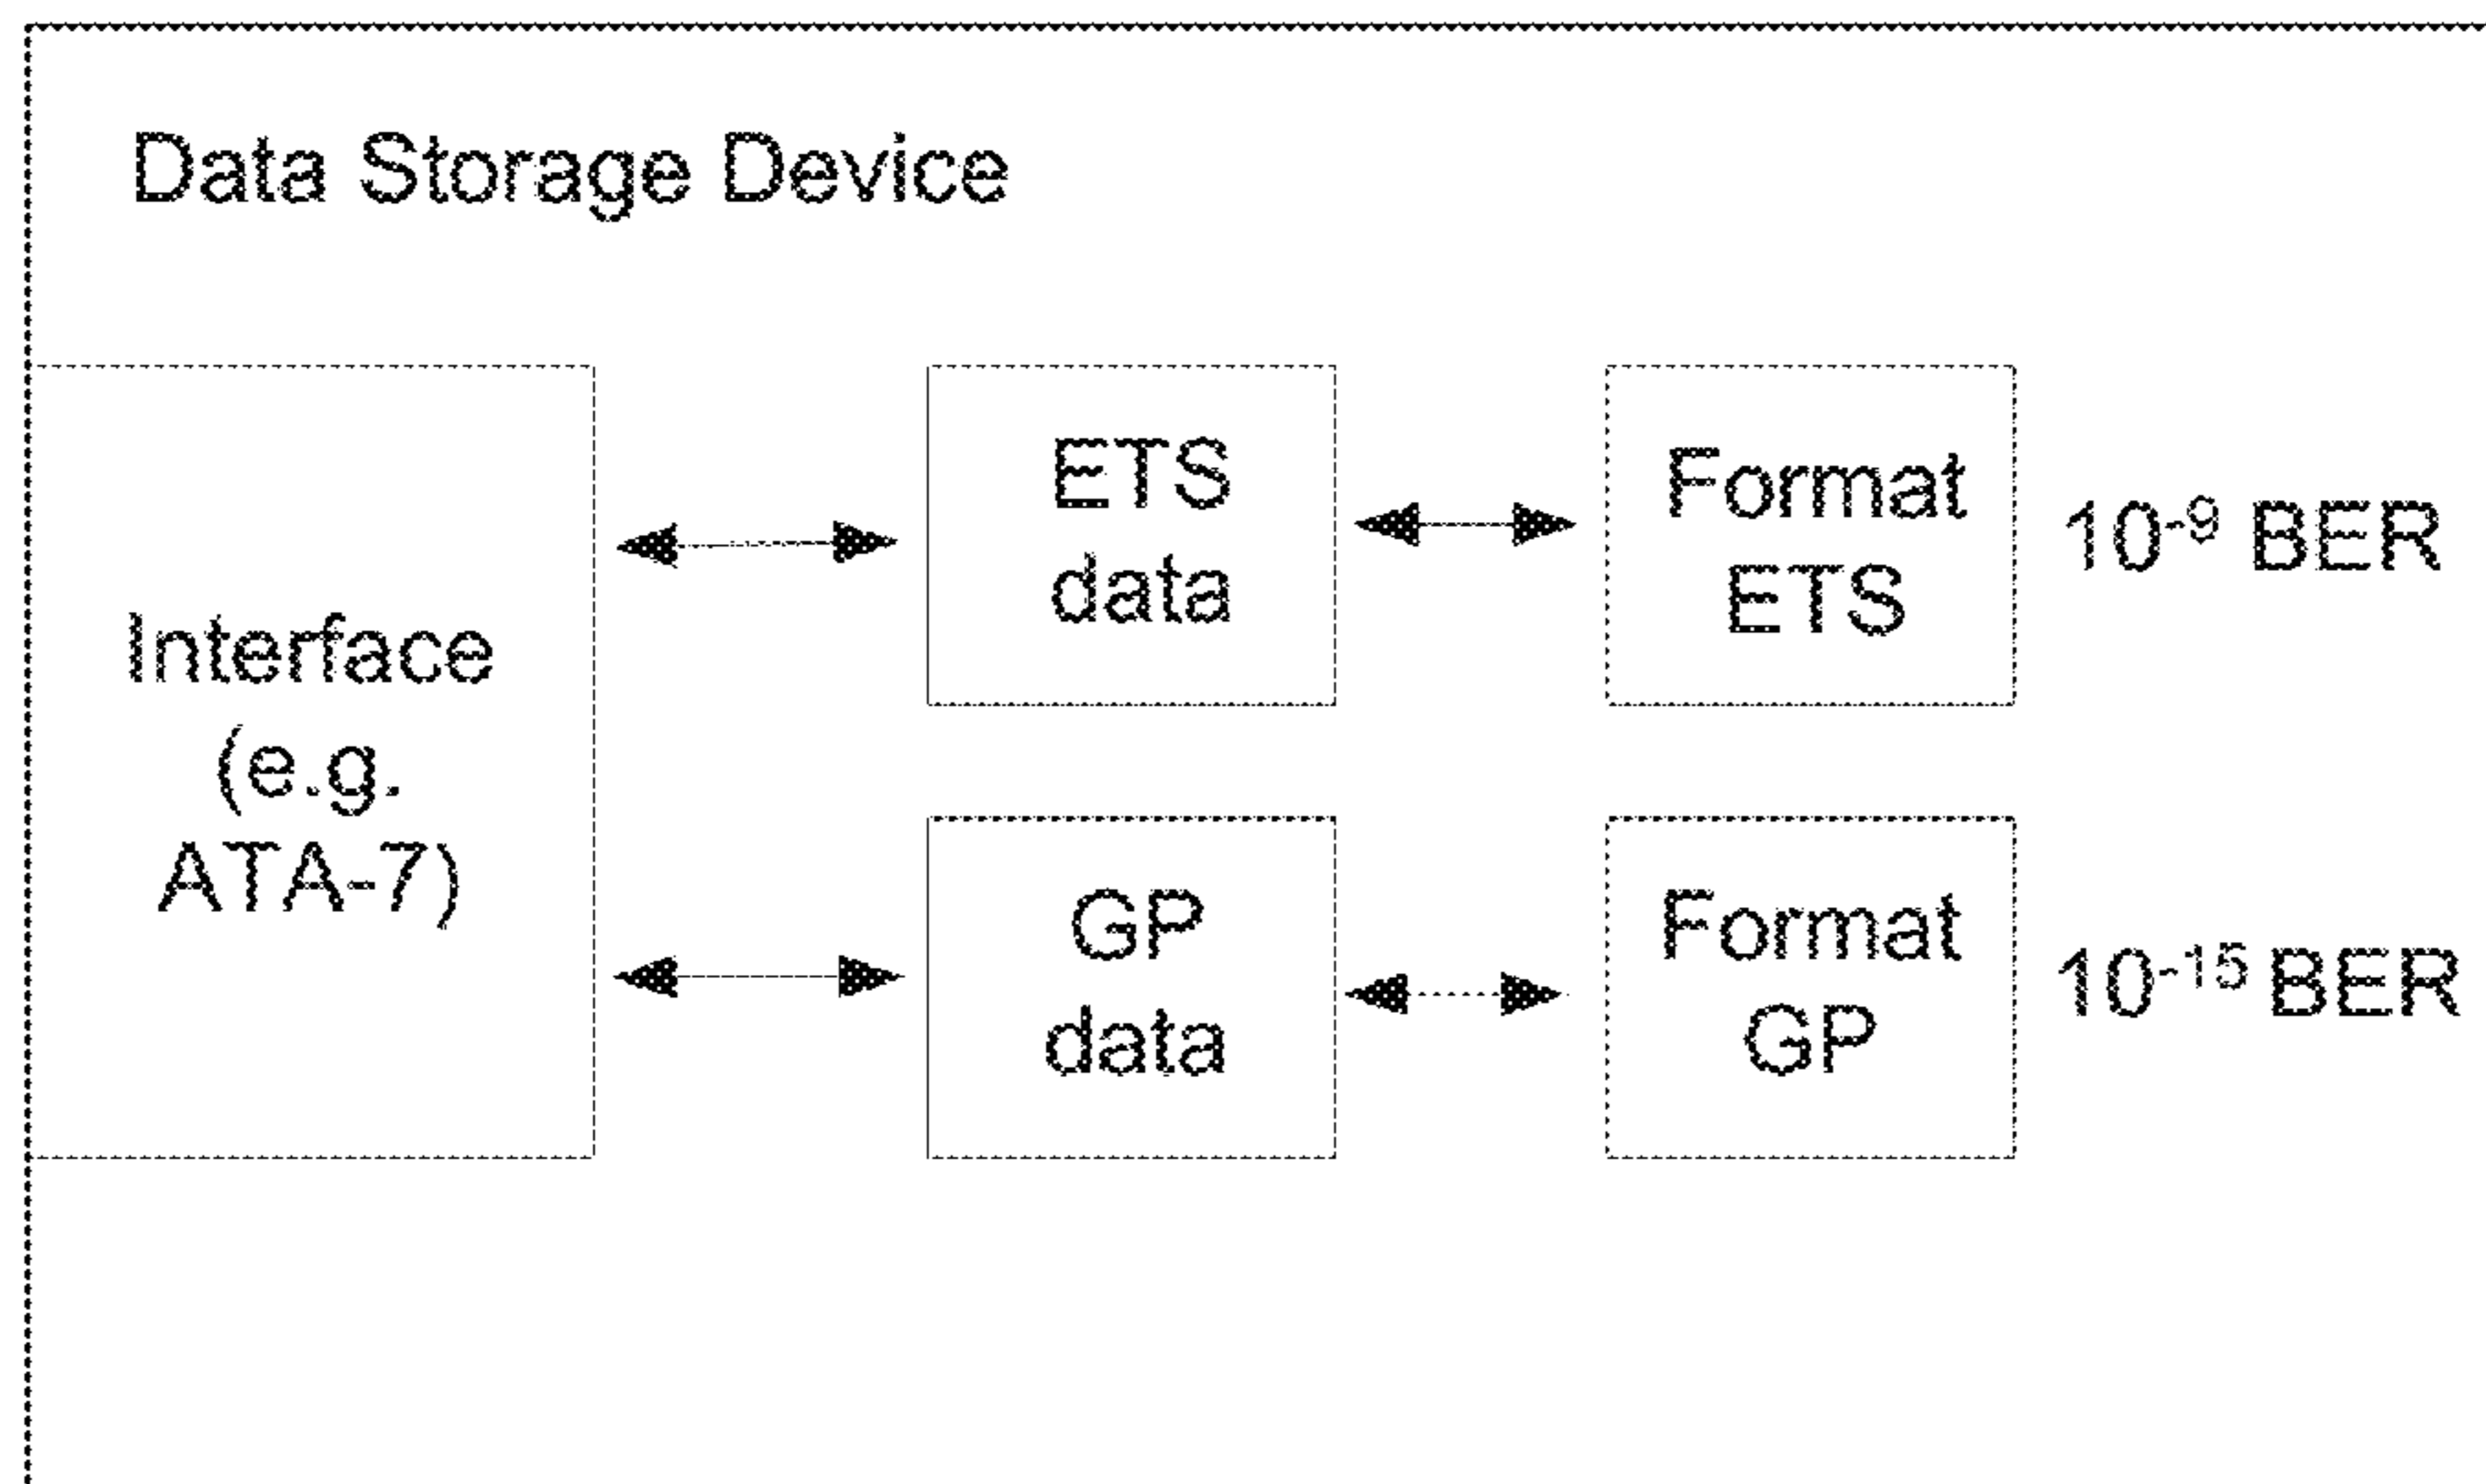 Data Storage Device
Interface
(e.g.
ATA-7)
ETS
data
Format
ETS
10⁻⁹ BER
GP
data
Format
GP
10⁻¹⁵ BER